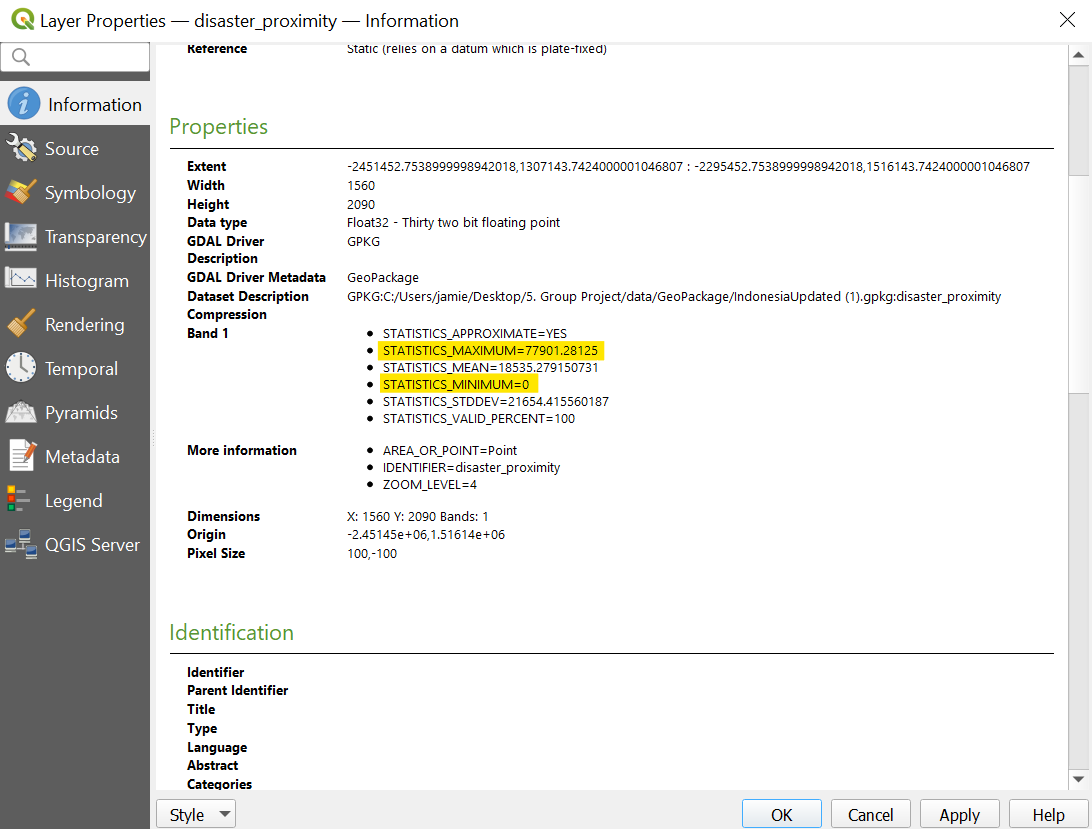 Layer Properties — disaster_proximity — Information
Information
Source
Symbology
Transparency
Histogram
Rendering
Temporal
Pyramids
Metadata
Legend
QGIS Server
Reference Static (relies on a datum which is plate-fixed)
Properties
Extent -2451452.7538999998942018,1307143.7424000001046807 : -2295452.7538999998942018,1516143.7424000001046807
Width 1560
Height 2090
Data type Float32 - Thirty two bit floating point
GDAL Driver GPKG
Description
GDAL Driver Metadata GeoPackage
Dataset Description GPKG:C:/Users/jamie/Desktop/5. Group Project/data/GeoPackage/IndonesiaUpdated (1).gpkg:disaster_proximity
Compression
Band 1
• STATISTICS_APPROXIMATE=YES
• STATISTICS_MAXIMUM=77901.28125
• STATISTICS_MEAN=18535.279150731
• STATISTICS_MINIMUM=0
• STATISTICS_STDDEV=21654.415560187
• STATISTICS_VALID_PERCENT=100
More information
• AREA_OR_POINT=Point
• IDENTIFIER=disaster_proximity
• ZOOM_LEVEL=4
Dimensions X: 1560 Y: 2090 Bands: 1
Origin -2.45145e+06,1.51614e+06
Pixel Size 100,-100
Identification
Identifier
Parent Identifier
Title
Type
Language
Abstract
Categories
Style
OK
Cancel
Apply
Help